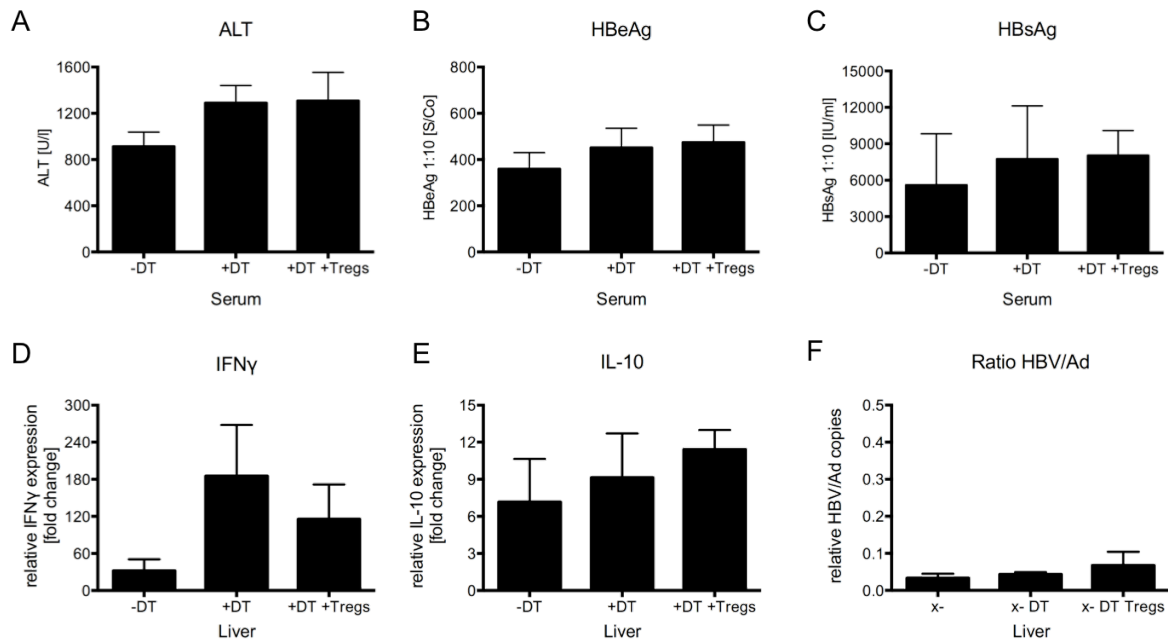 A
ALT
ALT [U/l]
1600
1200
800
400
0
-DT
+DT
+DT +Tregs
Serum
B
HBeAg
HBeAg 1:10 [S/Co]
800
600
400
200
0
-DT
+DT
+DT +Tregs
Serum
C
HBsAg
HBsAg 1:10 [IU/ml]
15000
12000
9000
6000
3000
0
-DT
+DT
+DT +Tregs
Serum
D
IFNγ
relative IFNγ expression
[fold change]
300
240
180
120
60
0
-DT
+DT
+DT +Tregs
Liver
E
IL-10
relative IL-10 expression
[fold change]
15
12
9
6
3
0
-DT
+DT
+DT +Tregs
Liver
F
Ratio HBV/Ad
relative HBV/Ad copies
0.5
0.4
0.3
0.2
0.1
0.0
x-
x- DT
x- DT Tregs
Liver